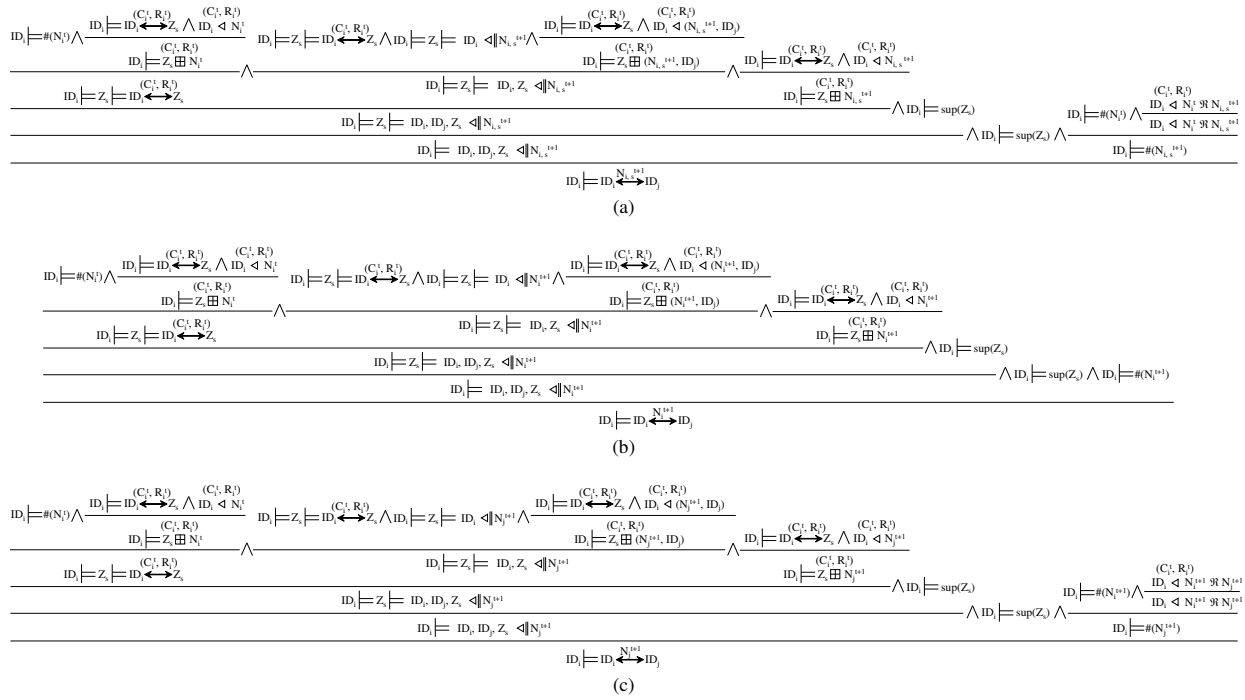 (C_i^t, R_i^t) (C_i^t, R_i^t)
ID_i |≡ ID_i ⟷ Z_s ∧ ID_i ◁ N_i^t
ID_i |≡ #(N_i^t) ∧
(C_i^t, R_i^t)
ID_i |≡ Z_s |≡ ID_i ⟷ Z_s ∧ ID_i |≡ Z_s |≡ ID_i ◁‖ N_{i, s}^{t+1} ∧
(C_i^t, R_i^t) (C_i^t, R_i^t)
ID_i |≡ ID_i ⟷ Z_s ∧ ID_i ◁ (N_{i, s}^{t+1}, ID_j)
(C_i^t, R_i^t)
ID_i |≡ Z_s ⊞ N_i^t
∧
(C_i^t, R_i^t)
ID_i |≡ Z_s ⊞ (N_{i, s}^{t+1}, ID_j)
∧
(C_i^t, R_i^t) (C_i^t, R_i^t)
ID_i |≡ ID_i ⟷ Z_s ∧ ID_i ◁ N_{i, s}^{t+1}
(C_i^t, R_i^t)
ID_i |≡ Z_s |≡ ID_i ⟷ Z_s
ID_i |≡ Z_s |≡ ID_i, Z_s ◁‖ N_{i, s}^{t+1}
(C_i^t, R_i^t)
ID_i |≡ Z_s ⊞ N_{i, s}^{t+1}
∧ ID_i |≡ sup(Z_s)
ID_i |≡ #(N_i^t) ∧
(C_i^t, R_i^t)
ID_i ◁ N_i^t ℜ N_{i, s}^{t+1}
ID_i ◁ N_i^t ℜ N_{i, s}^{t+1}
ID_i |≡ Z_s |≡ ID_i, ID_j, Z_s ◁‖ N_{i, s}^{t+1}
∧ ID_i |≡ sup(Z_s) ∧
ID_i |≡ ID_i, ID_j, Z_s ◁‖ N_{i, s}^{t+1}
ID_i |≡ #(N_{i, s}^{t+1})
N_{i, s}^{t+1}
ID_i |≡ ID_i ⟷ ID_j
(a)
(C_i^t, R_i^t) (C_i^t, R_i^t)
ID_i |≡ ID_i ⟷ Z_s ∧ ID_i ◁ N_i^t
ID_i |≡ #(N_i^t) ∧
(C_i^t, R_i^t)
ID_i |≡ Z_s |≡ ID_i ⟷ Z_s ∧ ID_i |≡ Z_s |≡ ID_i ◁‖ N_i^{t+1} ∧
(C_i^t, R_i^t) (C_i^t, R_i^t)
ID_i |≡ ID_i ⟷ Z_s ∧ ID_i ◁ (N_i^{t+1}, ID_j)
(C_i^t, R_i^t)
ID_i |≡ Z_s ⊞ N_i^t
∧
(C_i^t, R_i^t)
ID_i |≡ Z_s ⊞ (N_i^{t+1}, ID_j)
∧
(C_i^t, R_i^t) (C_i^t, R_i^t)
ID_i |≡ ID_i ⟷ Z_s ∧ ID_i ◁ N_i^{t+1}
(C_i^t, R_i^t)
ID_i |≡ Z_s |≡ ID_i ⟷ Z_s
ID_i |≡ Z_s |≡ ID_i, Z_s ◁‖ N_i^{t+1}
(C_i^t, R_i^t)
ID_i |≡ Z_s ⊞ N_i^{t+1}
∧ ID_i |≡ sup(Z_s)
ID_i |≡ Z_s |≡ ID_i, ID_j, Z_s ◁‖ N_i^{t+1}
∧ ID_i |≡ sup(Z_s) ∧ ID_i |≡ #(N_i^{t+1})
ID_i |≡ ID_i, ID_j, Z_s ◁‖ N_i^{t+1}
N_i^{t+1}
ID_i |≡ ID_i ⟷ ID_j
(b)
(C_i^t, R_i^t) (C_i^t, R_i^t)
ID_i |≡ ID_i ⟷ Z_s ∧ ID_i ◁ N_i^t
ID_i |≡ #(N_i^t) ∧
(C_i^t, R_i^t)
ID_i |≡ Z_s |≡ ID_i ⟷ Z_s ∧ ID_i |≡ Z_s |≡ ID_i ◁‖ N_j^{t+1} ∧
(C_i^t, R_i^t) (C_i^t, R_i^t)
ID_i |≡ ID_i ⟷ Z_s ∧ ID_i ◁ (N_j^{t+1}, ID_j)
(C_i^t, R_i^t)
ID_i |≡ Z_s ⊞ N_i^t
∧
(C_i^t, R_i^t)
ID_i |≡ Z_s ⊞ (N_j^{t+1}, ID_j)
∧
(C_i^t, R_i^t) (C_i^t, R_i^t)
ID_i |≡ ID_i ⟷ Z_s ∧ ID_i ◁ N_j^{t+1}
(C_i^t, R_i^t)
ID_i |≡ Z_s |≡ ID_i ⟷ Z_s
ID_i |≡ Z_s |≡ ID_i, Z_s ◁‖ N_j^{t+1}
(C_i^t, R_i^t)
ID_i |≡ Z_s ⊞ N_j^{t+1}
∧ ID_i |≡ sup(Z_s)
ID_i |≡ #(N_i^{t+1}) ∧
(C_i^t, R_i^t)
ID_i ◁ N_i^{t+1} ℜ N_j^{t+1}
ID_i ◁ N_i^{t+1} ℜ N_j^{t+1}
ID_i |≡ Z_s |≡ ID_i, ID_j, Z_s ◁‖ N_j^{t+1}
∧ ID_i |≡ sup(Z_s) ∧
ID_i |≡ ID_i, ID_j, Z_s ◁‖ N_j^{t+1}
ID_i |≡ #(N_j^{t+1})
N_j^{t+1}
ID_i |≡ ID_i ⟷ ID_j
(c)